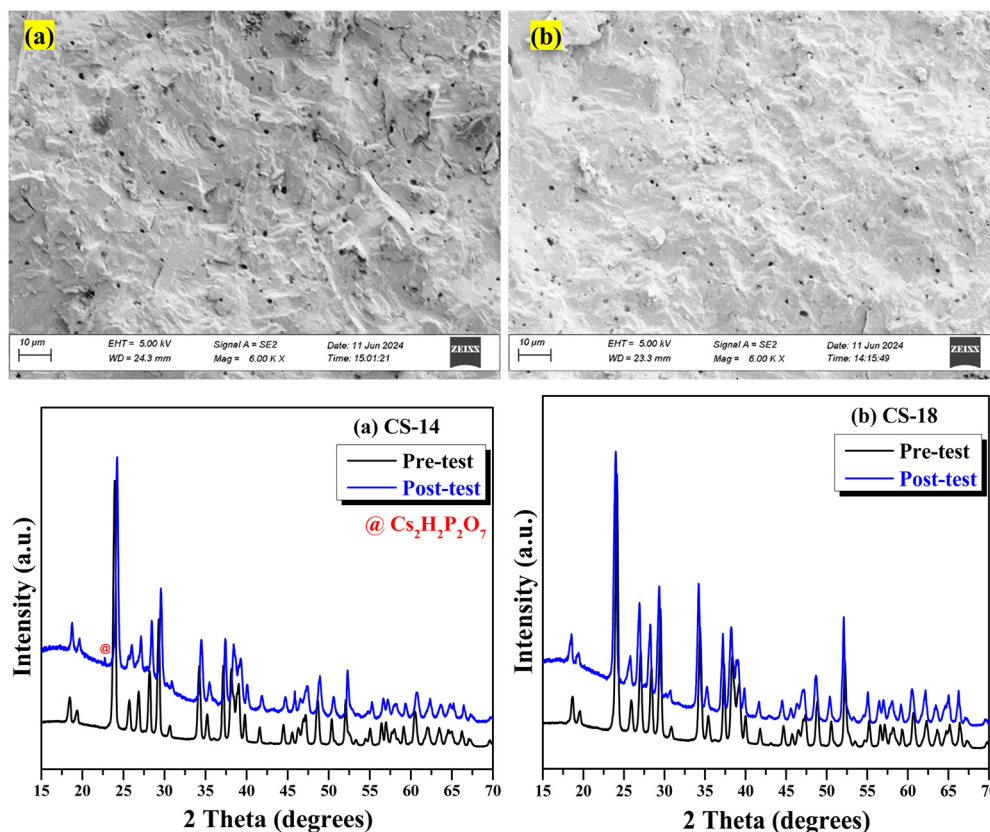 (a)
10 µm
EHT = 5.00 kV
WD = 24.3 mm
Signal A = SE2
Mag = 6.00 K X
Date: 11 Jun 2024
Time: 15:01:21
ZEISS
(b)
10 µm
EHT = 5.00 kV
WD = 23.3 mm
Signal A = SE2
Mag = 6.00 K X
Date: 11 Jun 2024
Time: 14:15:49
ZEISS
(a) CS-14
Pre-test
Post-test
@ Cs₂H₂P₂O₇
@
Intensity (a.u.)
15 20 25 30 35 40 45 50 55 60 65 70
2 Theta (degrees)
(b) CS-18
Pre-test
Post-test
Intensity (a.u.)
15 20 25 30 35 40 45 50 55 60 65 70
2 Theta (degrees)